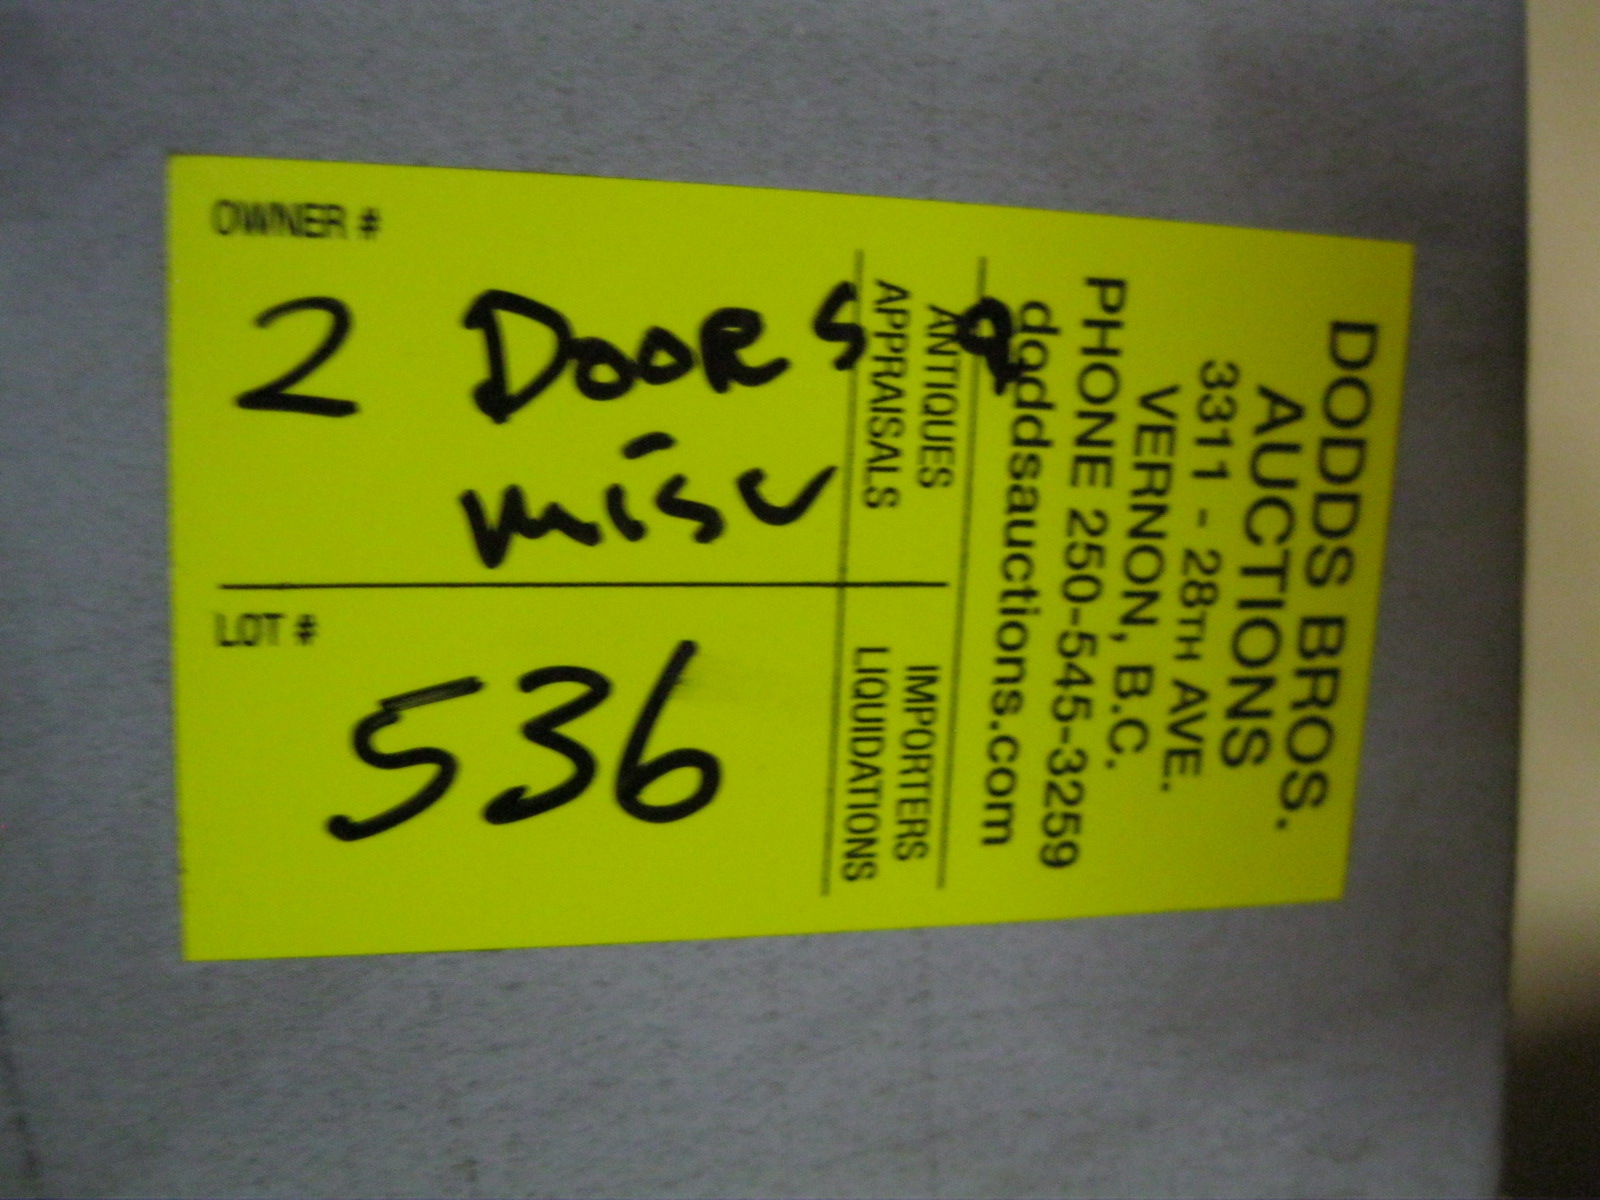 DODDS BROS.
AUCTIONS
3311 - 28TH AVE.
VERNON, B.C.
PHONE 250-545-3259
doddsauctions.com
ANTIQUES
APPRAISALS
IMPORTERS
LIQUIDATIONS
OWNER #
2 DOORS &
misc
LOT #
536